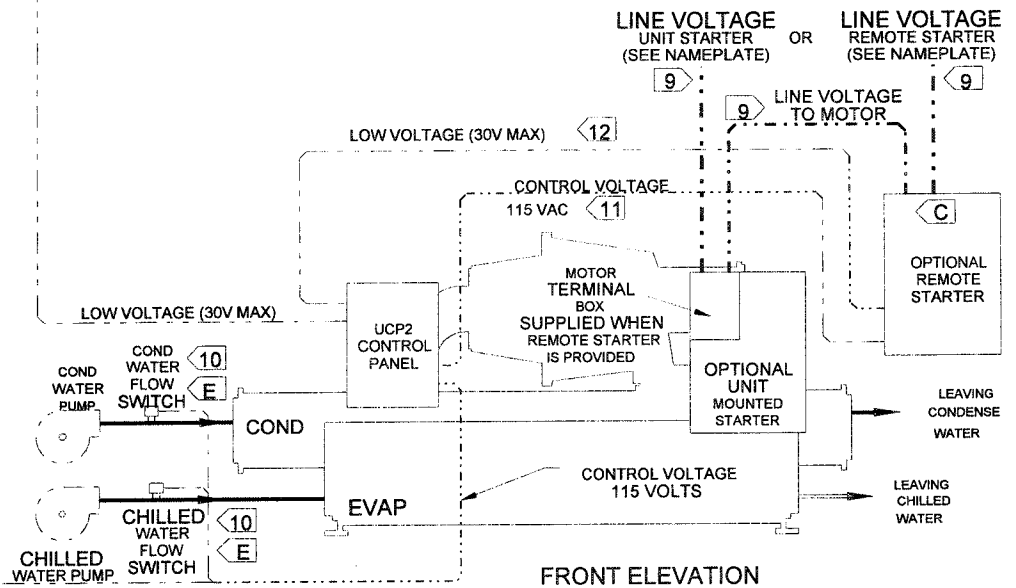 LINE VOLTAGE
UNIT STARTER
(SEE NAMEPLATE)
OR
LINE VOLTAGE
REMOTE STARTER
(SEE NAMEPLATE)
9
9
9
LINE VOLTAGE
TO MOTOR
LOW VOLTAGE (30V MAX)
12
CONTROL VOLTAGE
115 VAC
11
C
OPTIONAL
REMOTE
STARTER
MOTOR
TERMINAL
BOX
SUPPLIED WHEN
REMOTE STARTER
IS PROVIDED
LOW VOLTAGE (30V MAX)
UCP2
CONTROL
PANEL
COND
WATER
FLOW
SWITCH
10
E
COND
WATER
PUMP
COND
OPTIONAL
UNIT
MOUNTED
STARTER
LEAVING
CONDENSE
WATER
CONTROL VOLTAGE
115 VOLTS
EVAP
LEAVING
CHILLED
WATER
CHILLED
WATER
FLOW
SWITCH
10
E
CHILLED
WATER PUMP
FRONT ELEVATION